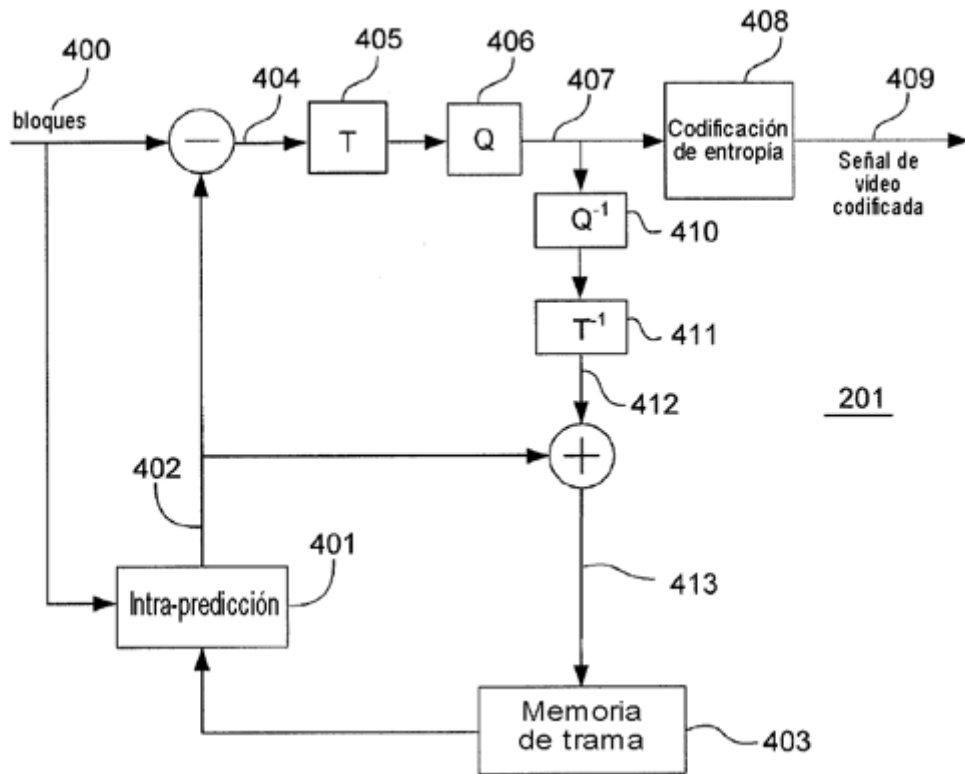 400
bloques
404
405
T
406
Q
407
408
Codificación
de entropía
409
Señal de
vídeo
codificada
Q-1
410
T-1
411
412
201
402
401
Intra-predicción
413
Memoria
de trama
403